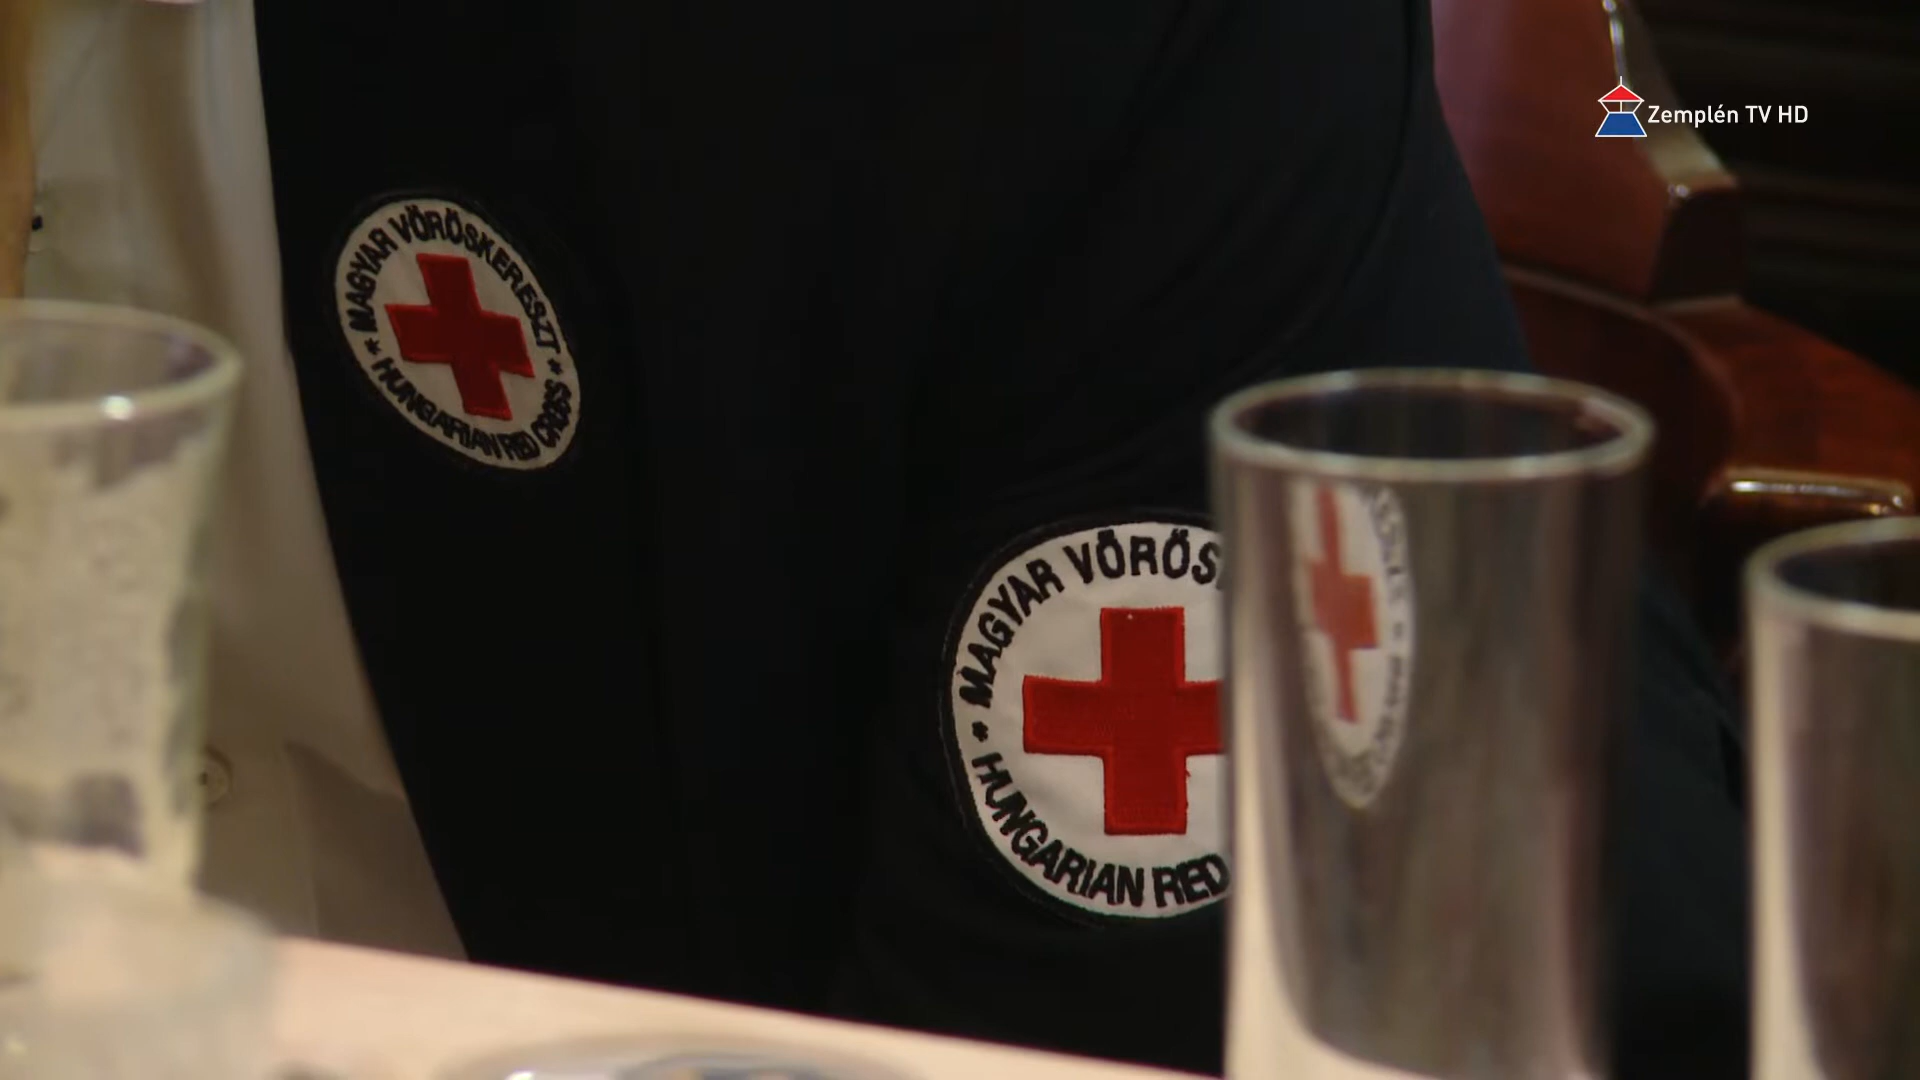 Zemplén TV HD
MAGYAR VÖRÖSKERESZT
* HUNGARIAN RED CROSS *
MAGYAR VÖRÖS
* HUNGARIAN RED